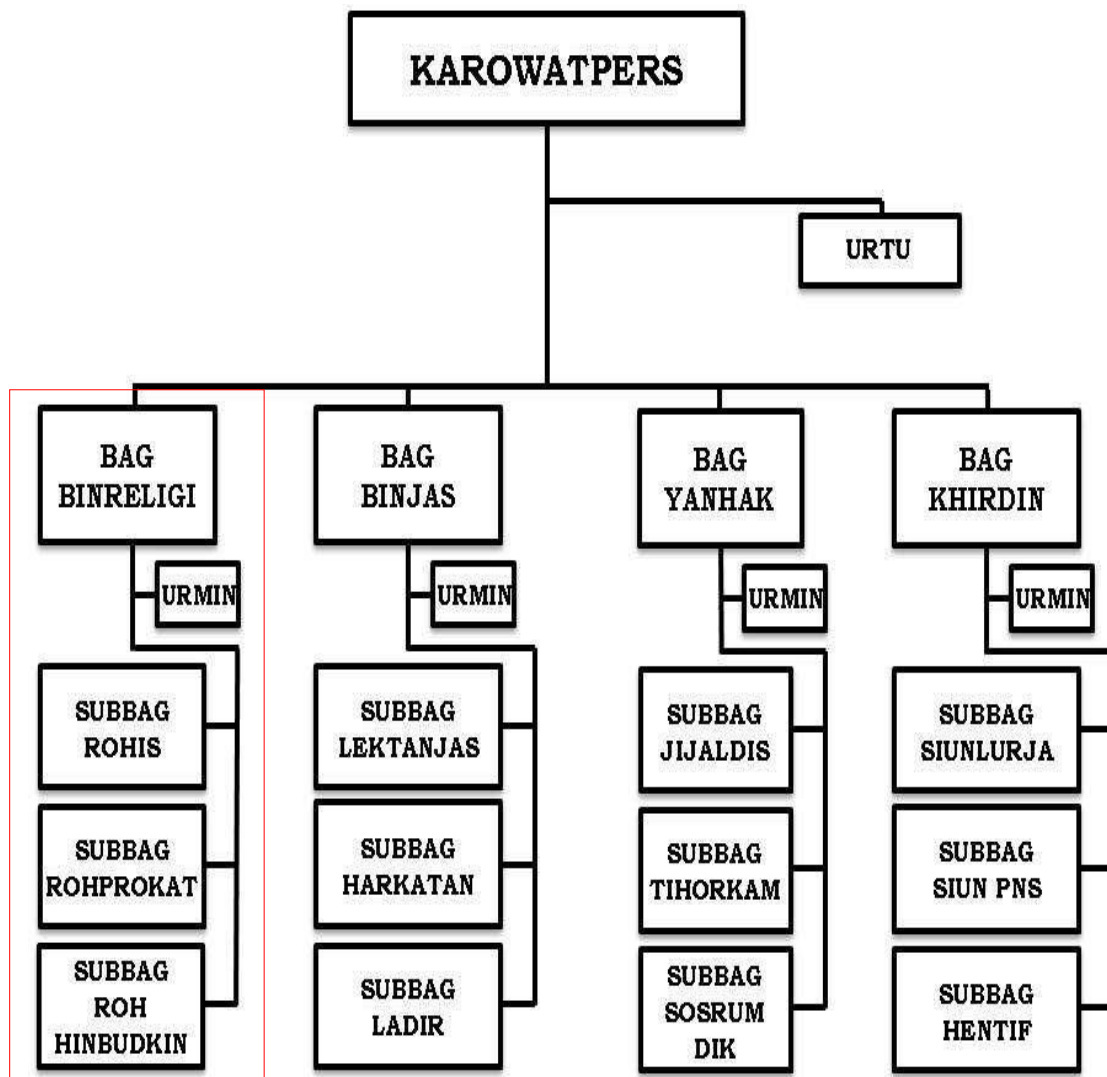 KAROWATPERS
URTU
BAG
BINRELIGI
BAG
BINJAS
BAG
YANHAK
BAG
KHIRDIN
URMIN
URMIN
URMIN
URMIN
SUBBAG
ROHIS
SUBBAG
LEKTANJAS
SUBBAG
JIJALDIS
SUBBAG
SIUNLURJA
SUBBAG
ROHPROKAT
SUBBAG
HARKATAN
SUBBAG
TIHORKAM
SUBBAG
SIUN PNS
SUBBAG
ROH
HINBUDKIN
SUBBAG
LADIR
SUBBAG
SOSRUM
DIK
SUBBAG
HENTIF